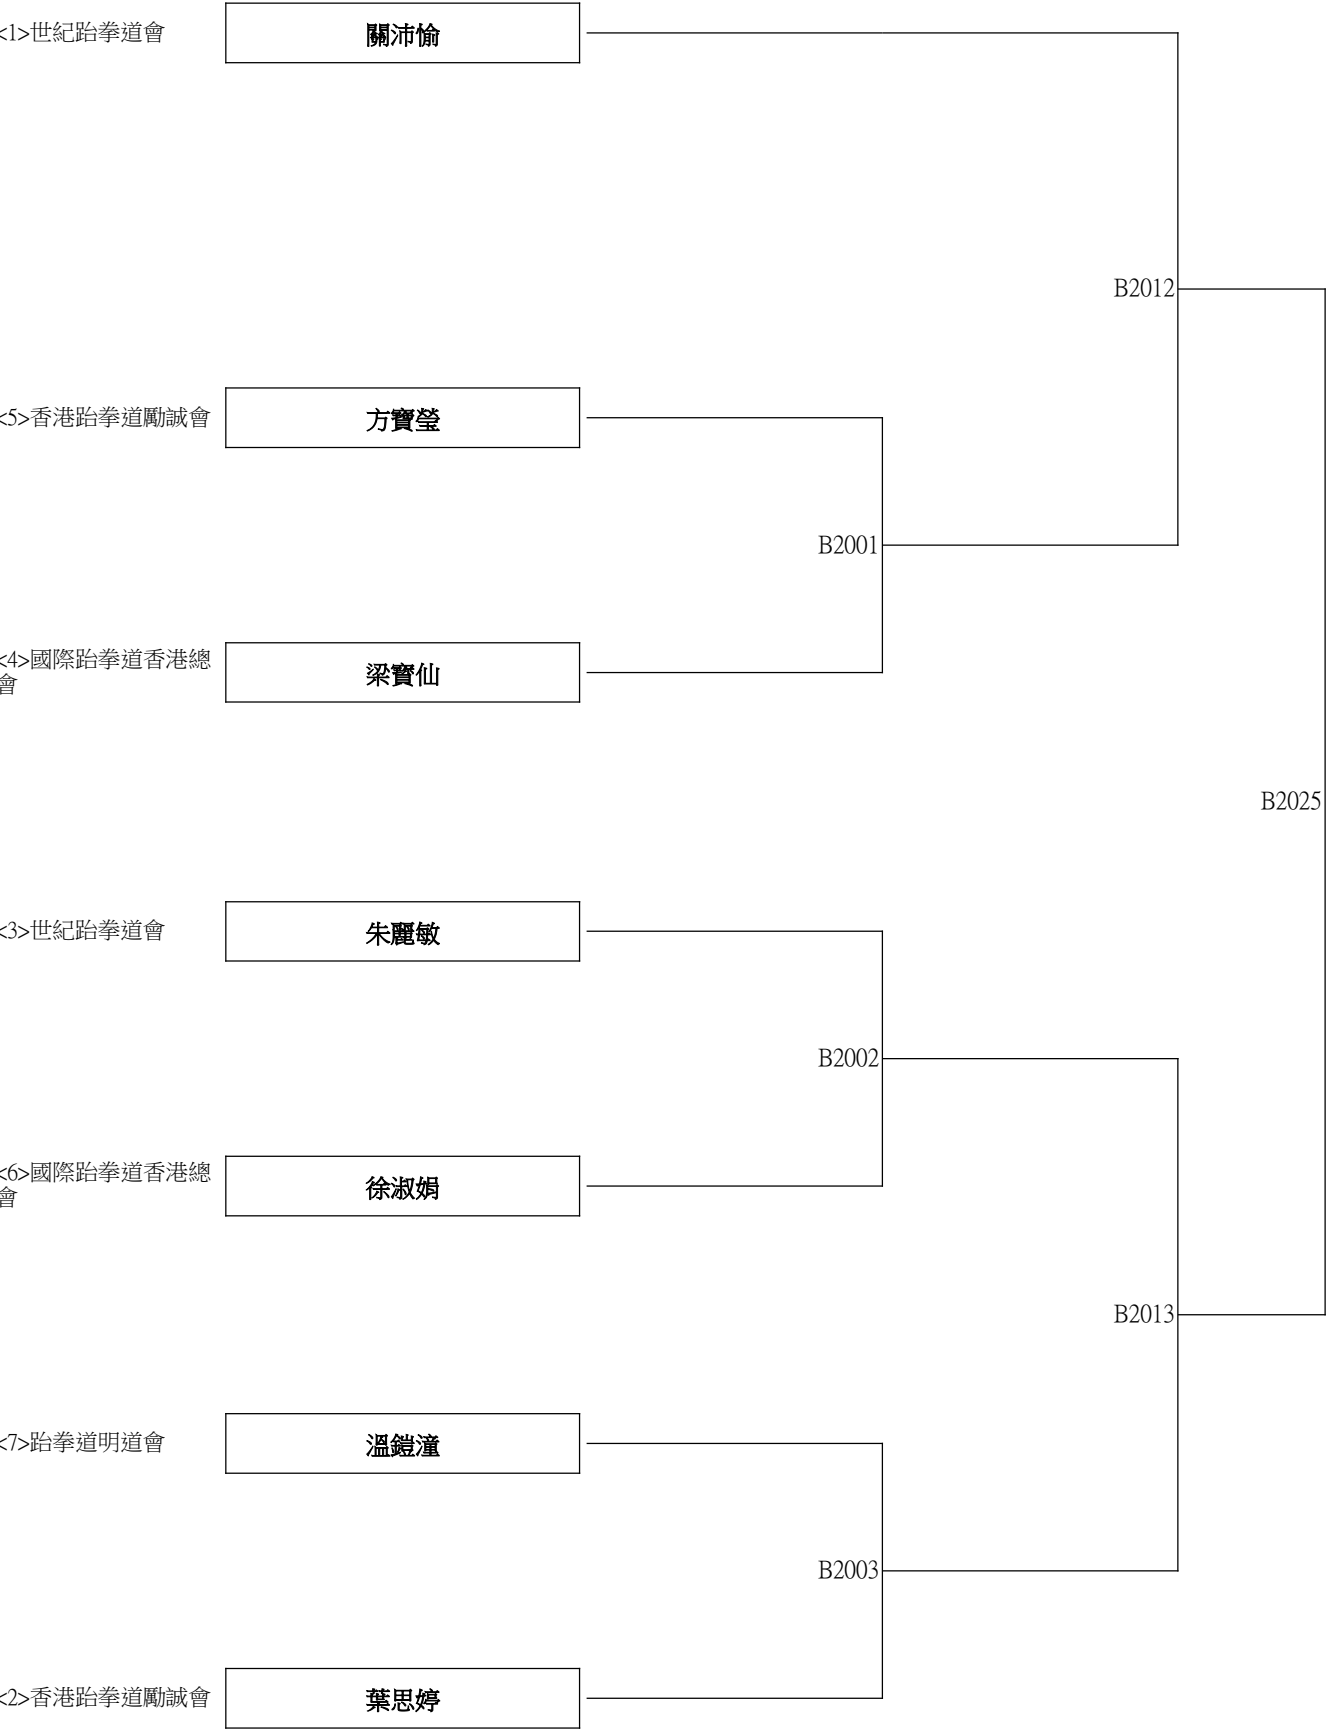 <1>世紀跆拳道會
關沛愉
B2012
<5>香港跆拳道勵誠會
方寶瑩
B2001
<4>國際跆拳道香港總
會
梁寶仙
B2025
<3>世紀跆拳道會
朱麗敏
B2002
<6>國際跆拳道香港總
會
徐淑娟
B2013
<7>跆拳道明道會
溫鎧潼
B2003
<2>香港跆拳道勵誠會
葉思婷